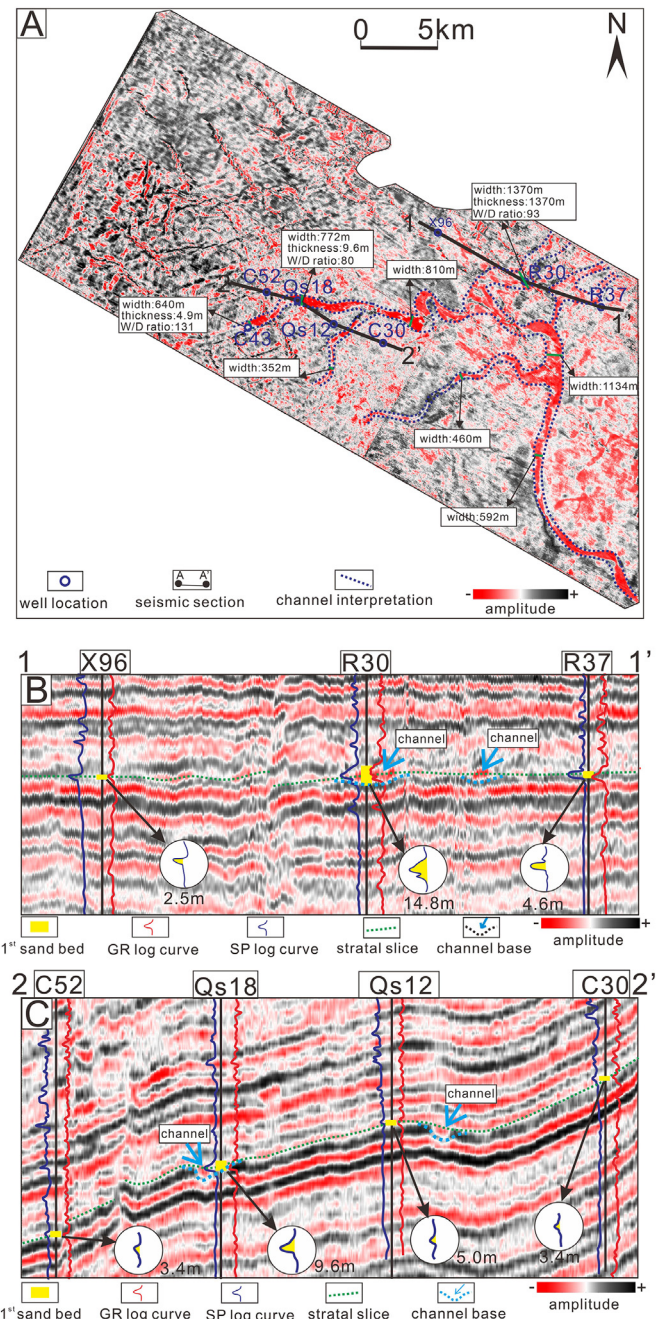 A
0 5km
N
width:1370m
thickness:1370m
W/D ratio:93
1
X96
width:772m
thickness:9.6m
W/D ratio:80
width:810m
R30
R37
1'
C52
Qs18
width:640m
thickness:4.9m
W/D ratio:131
C43
Qs12
C30
2'
width:352m
width:1134m
width:460m
width:592m
A A'
well location
seismic section
channel interpretation
- +
amplitude
1 X96 R30 R37 1'
B
channel
channel
2.5m
14.8m
4.6m
1st sand bed
GR log curve
SP log curve
stratal slice
channel base
- +
amplitude
2 C52 Qs18 Qs12 C30 2'
C
channel
channel
3.4m
9.6m
5.0m
3.4m
1st sand bed
GR log curve
SP log curve
stratal slice
channel base
- +
amplitude